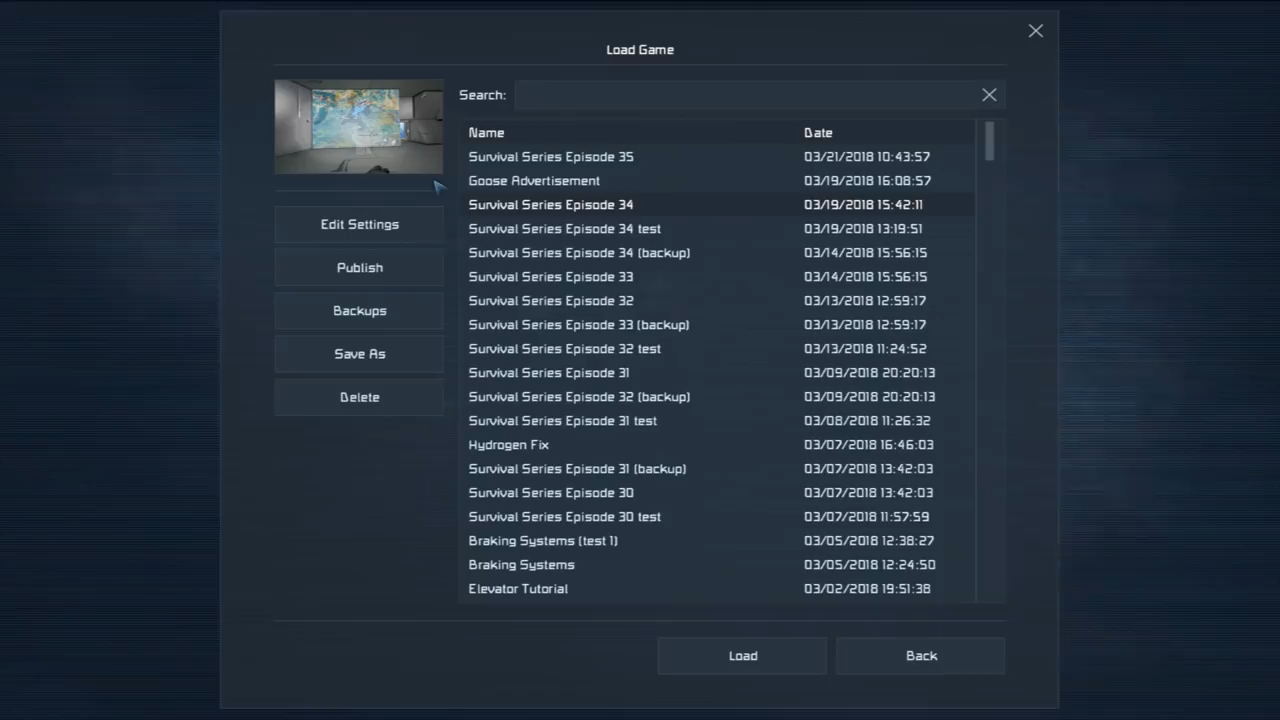 Load Game
Search:
Name Date
Survival Series Episode 35 03/21/2018 10:43:57
Goose Advertisement 03/19/2018 16:08:57
Survival Series Episode 34 03/19/2018 15:42:11
Survival Series Episode 34 test 03/19/2018 13:19:51
Survival Series Episode 34 (backup) 03/14/2018 15:56:15
Survival Series Episode 33 03/14/2018 15:56:15
Survival Series Episode 32 03/13/2018 12:59:17
Survival Series Episode 33 (backup) 03/13/2018 12:59:17
Survival Series Episode 32 test 03/13/2018 11:24:52
Survival Series Episode 31 03/09/2018 20:20:13
Survival Series Episode 32 (backup) 03/09/2018 20:20:13
Survival Series Episode 31 test 03/08/2018 11:26:32
Hydrogen Fix 03/07/2018 16:46:03
Survival Series Episode 31 (backup) 03/07/2018 13:42:03
Survival Series Episode 30 03/07/2018 13:42:03
Survival Series Episode 30 test 03/07/2018 11:57:59
Braking Systems (test 1) 03/05/2018 12:38:27
Braking Systems 03/05/2018 12:24:50
Elevator Tutorial 03/02/2018 19:51:38
Edit Settings
Publish
Backups
Save As
Delete
Load
Back